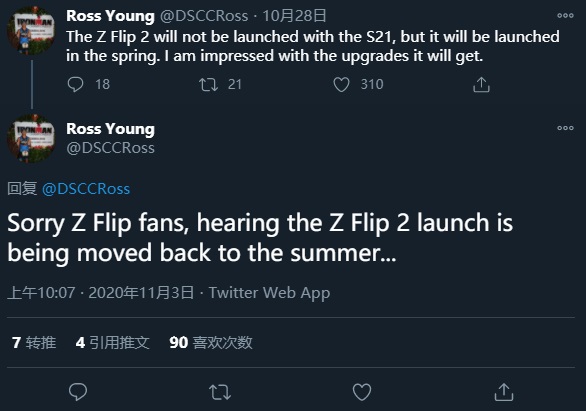 Ross Young @DSCCRoss · 10月28日
The Z Flip 2 will not be launched with the S21, but it will be launched
in the spring. I am impressed with the upgrades it will get.
18 21 310
Ross Young
@DSCCRoss
回复 @DSCCRoss
Sorry Z Flip fans, hearing the Z Flip 2 launch is
being moved back to the summer...
上午10:07 · 2020年11月3日 · Twitter Web App
7 转推 4 引用推文 90 喜欢次数